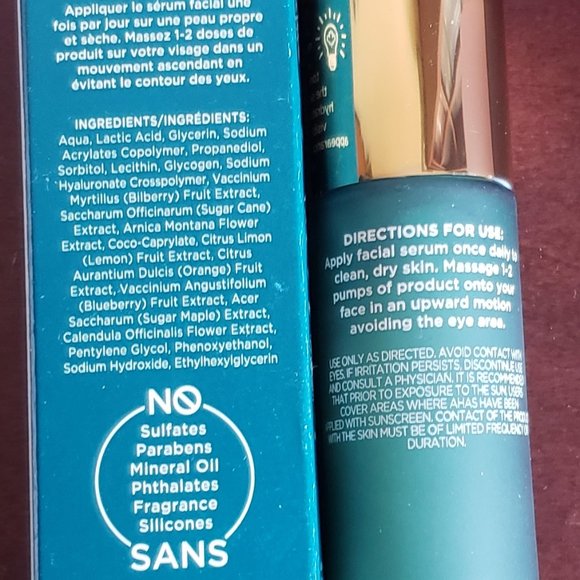 Appliquer le sérum facial une
fois par jour sur une peau propre
et sèche. Massez 1-2 doses de
produit sur votre visage dans un
mouvement ascendant en
évitant le contour des yeux.
INGREDIENTS/INGRÉDIENTS:
Aqua, Lactic Acid, Glycerin, Sodium
Acrylates Copolymer, Propanediol,
Sorbitol, Lecithin, Glycogen, Sodium
Hyaluronate Crosspolymer, Vaccinium
Myrtillus (Bilberry) Fruit Extract,
Saccharum Officinarum (Sugar Cane)
Extract, Arnica Montana Flower
Extract, Coco-Caprylate, Citrus Limon
(Lemon) Fruit Extract, Citrus
Aurantium Dulcis (Orange) Fruit
Extract, Vaccinium Angustifolium
(Blueberry) Fruit Extract, Acer
Saccharum (Sugar Maple) Extract,
Calendula Officinalis Flower Extract,
Pentylene Glycol, Phenoxyethanol,
Sodium Hydroxide, Ethylhexylglycerin
NO
Sulfates
Parabens
Mineral Oil
Phthalates
Fragrance
Silicones
SANS
DIRECTIONS FOR USE:
Apply facial serum once daily to
clean, dry skin. Massage 1-2
pumps of product onto your
face in an upward motion
avoiding the eye area.
USE ONLY AS DIRECTED. AVOID CONTACT WITH
EYES. IF IRRITATION PERSISTS, DISCONTINUE USE
AND CONSULT A PHYSICIAN. IT IS RECOMMENDED
THAT PRIOR TO EXPOSURE TO THE SUN, USERS
COVER AREAS WHERE AHAS HAVE BEEN
APPLIED WITH SUNSCREEN. CONTACT OF THE PRODUCT
WITH THE SKIN MUST BE OF LIMITED FREQUENCY OR
DURATION.